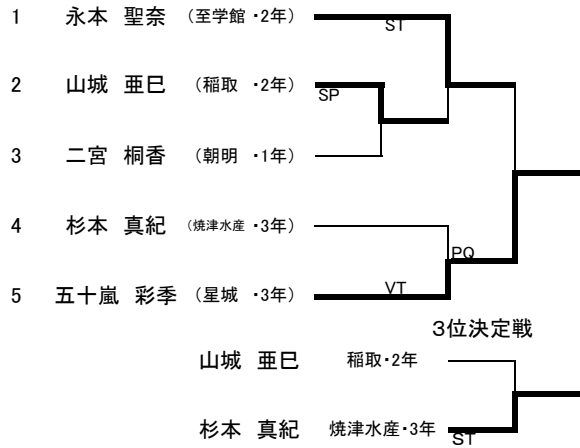 1 永本 聖奈 (至学館・2年) ST
2 山城 亜巳 (稲取 ・2年) SP
3 二宮 桐香 (朝明 ・1年)
4 杉本 真紀 (焼津水産 ・3年)
PQ
5 五十嵐 彩季 (星城 ・3年) VT
3位決定戦
山城 亜巳 稲取・2年
杉本 真紀 焼津水産・3年 ST